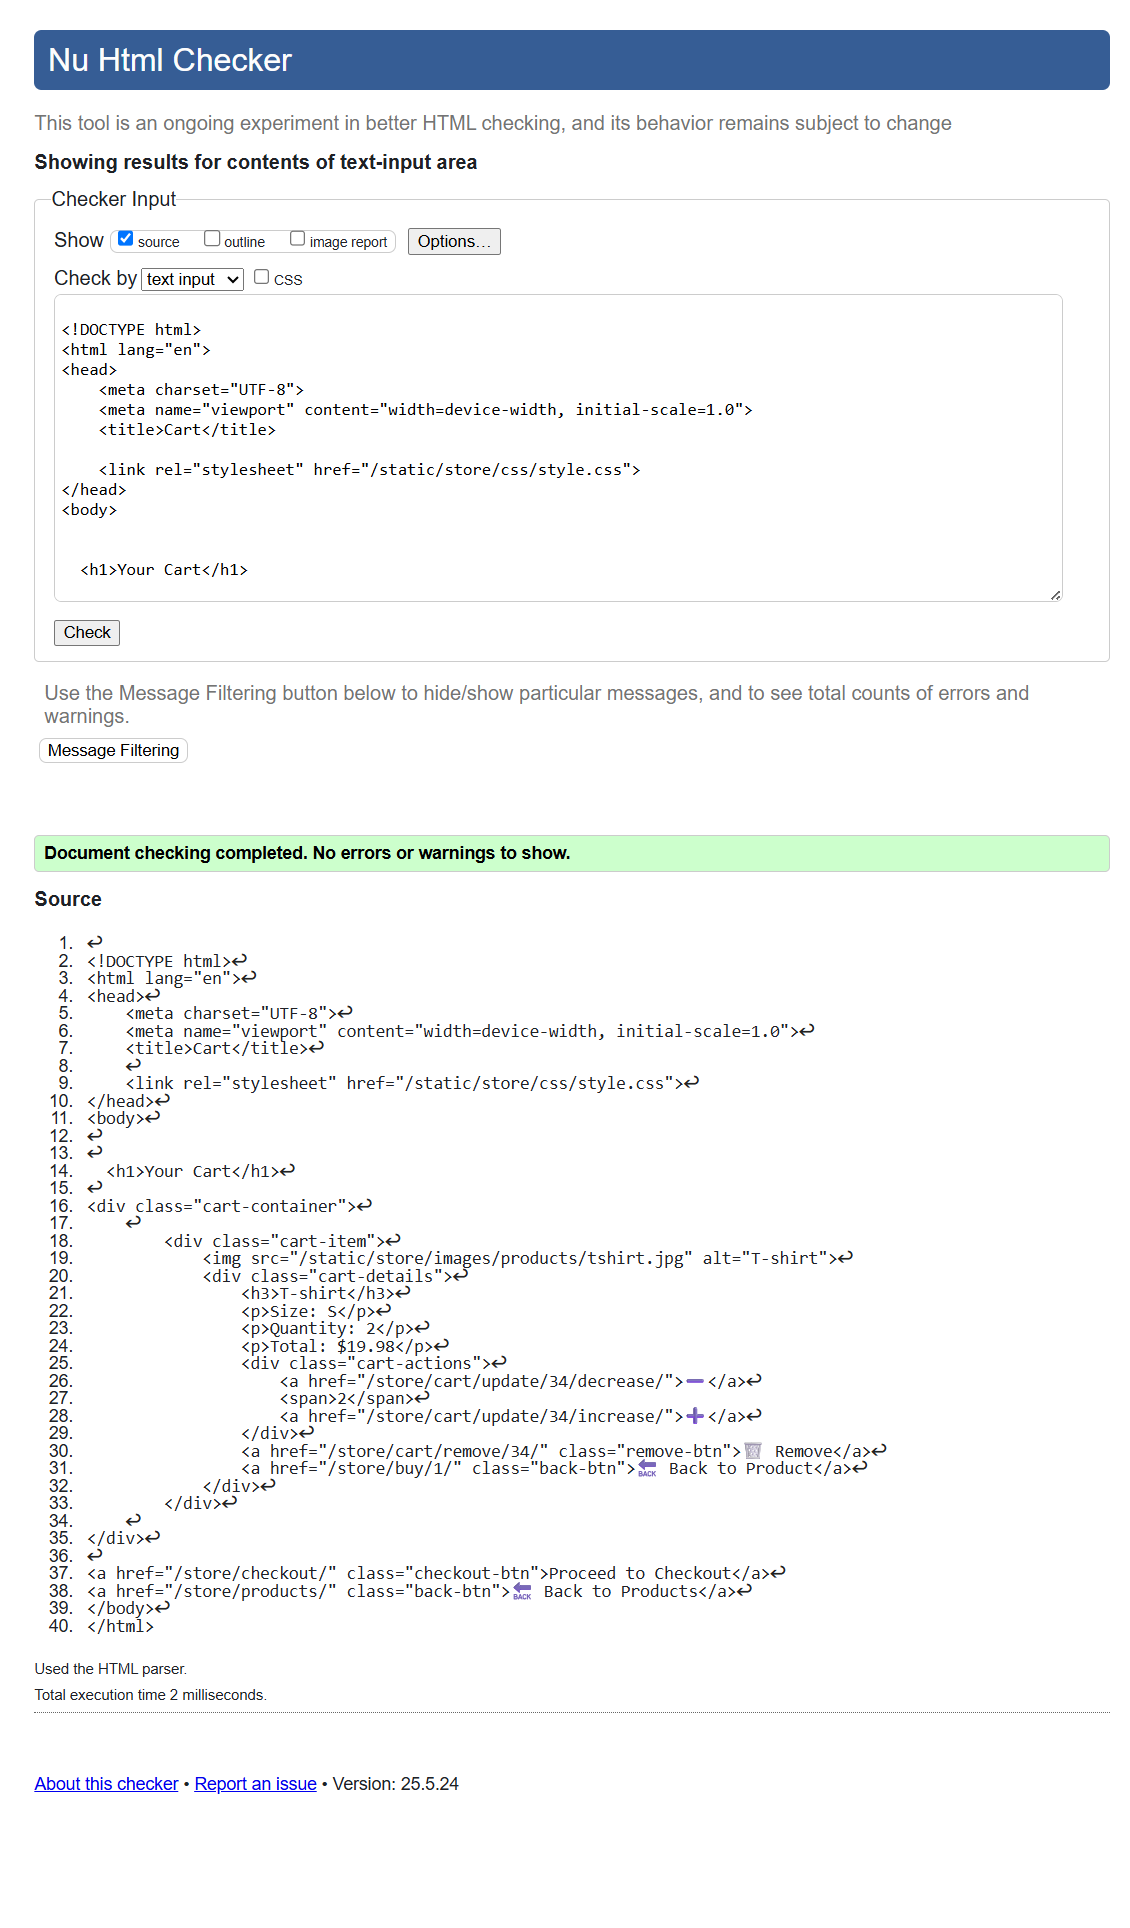 Nu Html Checker
This tool is an ongoing experiment in better HTML checking, and its behavior remains subject to change
Showing results for contents of text-input area
Checker Input
Show source outline image report Options…
Check by text input CSS
<!DOCTYPE html>
<html lang="en">
<head>
    <meta charset="UTF-8">
    <meta name="viewport" content="width=device-width, initial-scale=1.0">
    <title>Cart</title>
    <link rel="stylesheet" href="/static/store/css/style.css">
</head>
<body>
  <h1>Your Cart</h1>
Check
Use the Message Filtering button below to hide/show particular messages, and to see total counts of errors and
warnings.
Message Filtering
Document checking completed. No errors or warnings to show.
Source
1. ↩
2. <!DOCTYPE html>↩
3. <html lang="en">↩
4. <head>↩
5.     <meta charset="UTF-8">↩
6.     <meta name="viewport" content="width=device-width, initial-scale=1.0">↩
7.     <title>Cart</title>↩
8.     ↩
9.     <link rel="stylesheet" href="/static/store/css/style.css">↩
10. </head>↩
11. <body>↩
12. ↩
13. ↩
14.   <h1>Your Cart</h1>↩
15. ↩
16. <div class="cart-container">↩
17.     ↩
18.         <div class="cart-item">↩
19.             <img src="/static/store/images/products/tshirt.jpg" alt="T-shirt">↩
20.             <div class="cart-details">↩
21.                 <h3>T-shirt</h3>↩
22.                 <p>Size: S</p>↩
23.                 <p>Quantity: 2</p>↩
24.                 <p>Total: $19.98</p>↩
25.                 <div class="cart-actions">↩
26.                     <a href="/store/cart/update/34/decrease/">➖</a>↩
27.                     <span>2</span>↩
28.                     <a href="/store/cart/update/34/increase/">➕</a>↩
29.                 </div>↩
30.                 <a href="/store/cart/remove/34/" class="remove-btn">🗑️ Remove</a>↩
31.                 <a href="/store/buy/1/" class="back-btn">🔙 Back to Product</a>↩
32.             </div>↩
33.         </div>↩
34.     ↩
35. </div>↩
36. ↩
37. <a href="/store/checkout/" class="checkout-btn">Proceed to Checkout</a>↩
38. <a href="/store/products/" class="back-btn">🔙 Back to Products</a>↩
39. </body>↩
40. </html>
Used the HTML parser.
Total execution time 2 milliseconds.
About this checker • Report an issue • Version: 25.5.24